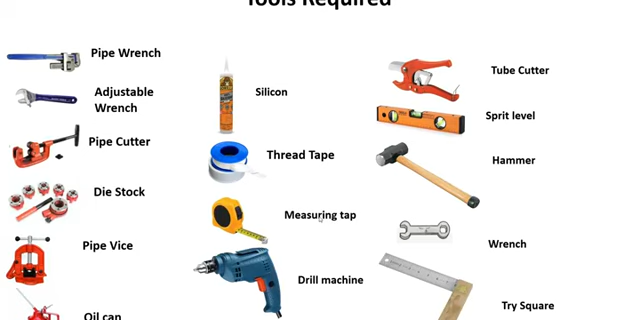 Tools Required
Pipe Wrench
Adjustable
Wrench
Pipe Cutter
Die Stock
Pipe Vice
Oil can
Silicon
Thread Tape
Measuring tap
Drill machine
Tube Cutter
Sprit level
Hammer
Wrench
Try Square